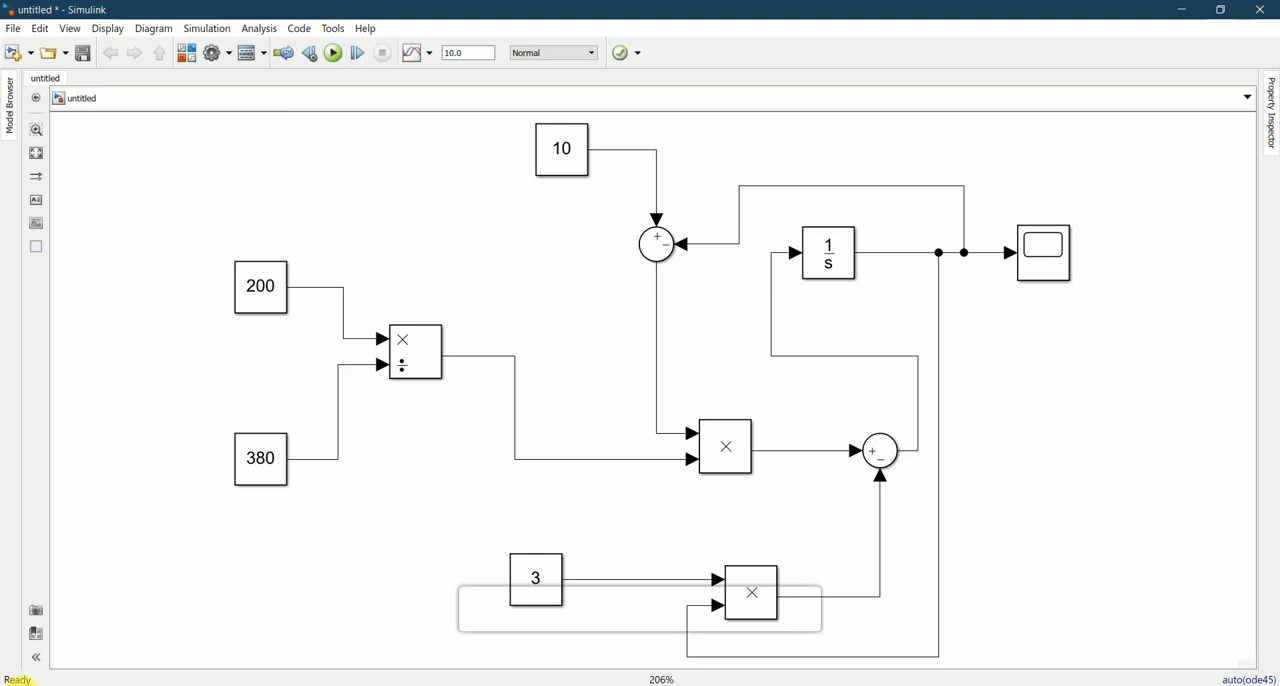 untitled * - Simulink
File Edit View Display Diagram Simulation Analysis Code Tools Help
10.0 Normal
untitled
untitled
Model Browser
Property Inspector
10
+
−
1
s
200
×
÷
380
×
+
−
3
×
Ready 206% auto(ode45)